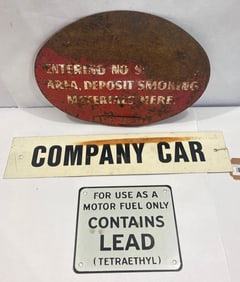 ENTERING NO S
AREA, DEPOSIT SMOKING
MATERIALS HERE.
COMPANY CAR
FOR USE AS A
MOTOR FUEL ONLY
CONTAINS
LEAD
(TETRAETHYL)